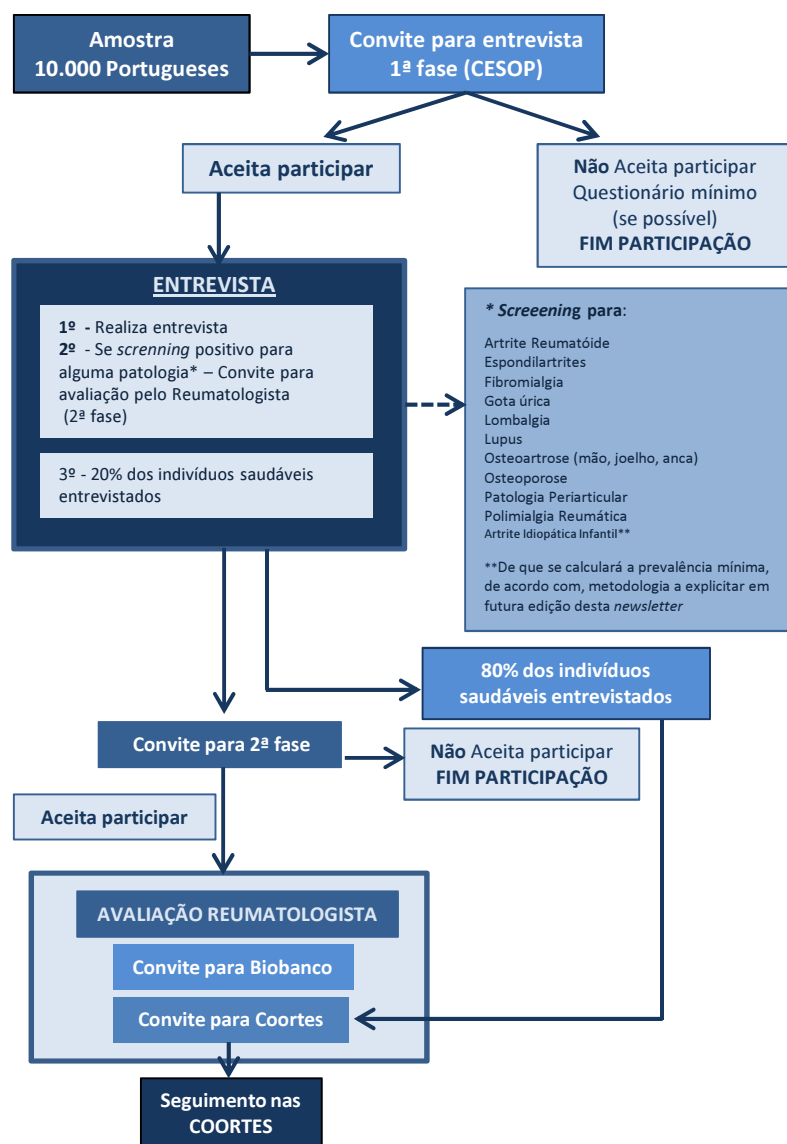 Amostra
10.000 Portugueses
Convite para entrevista
1ª fase (CESOP)
Aceita participar
Não Aceita participar
Questionário mínimo
(se possível)
FIM PARTICIPAÇÃO
ENTREVISTA
1º - Realiza entrevista
2º - Se screnning positivo para
alguma patologia* – Convite para
avaliação pelo Reumatologista
(2ª fase)
3º - 20% dos indivíduos saudáveis
entrevistados
* Screeening para:
Artrite Reumatóide
Espondilartrites
Fibromialgia
Gota úrica
Lombalgia
Lupus
Osteoartrose (mão, joelho, anca)
Osteoporose
Patologia Periarticular
Polimialgia Reumática
Artrite Idiopática Infantil**
**De que se calculará a prevalência mínima,
de acordo com, metodologia a explicitar em
futura edição desta newsletter
80% dos indivíduos
saudáveis entrevistados
Convite para 2ª fase
Não Aceita participar
FIM PARTICIPAÇÃO
Aceita participar
AVALIAÇÃO REUMATOLOGISTA
Convite para Biobanco
Convite para Coortes
Seguimento nas
COORTES